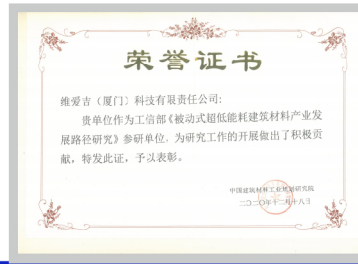 荣誉证书
维爱吉（厦门）科技有限责任公司:
贵单位作为工信部《被动式超低能耗建筑材料产业发
展路径研究》参研单位，为研究工作的开展做出了积极贡
献，特发此证，予以表彰。
中国建筑材料工业规划研究院
二〇二〇年十二月十八日